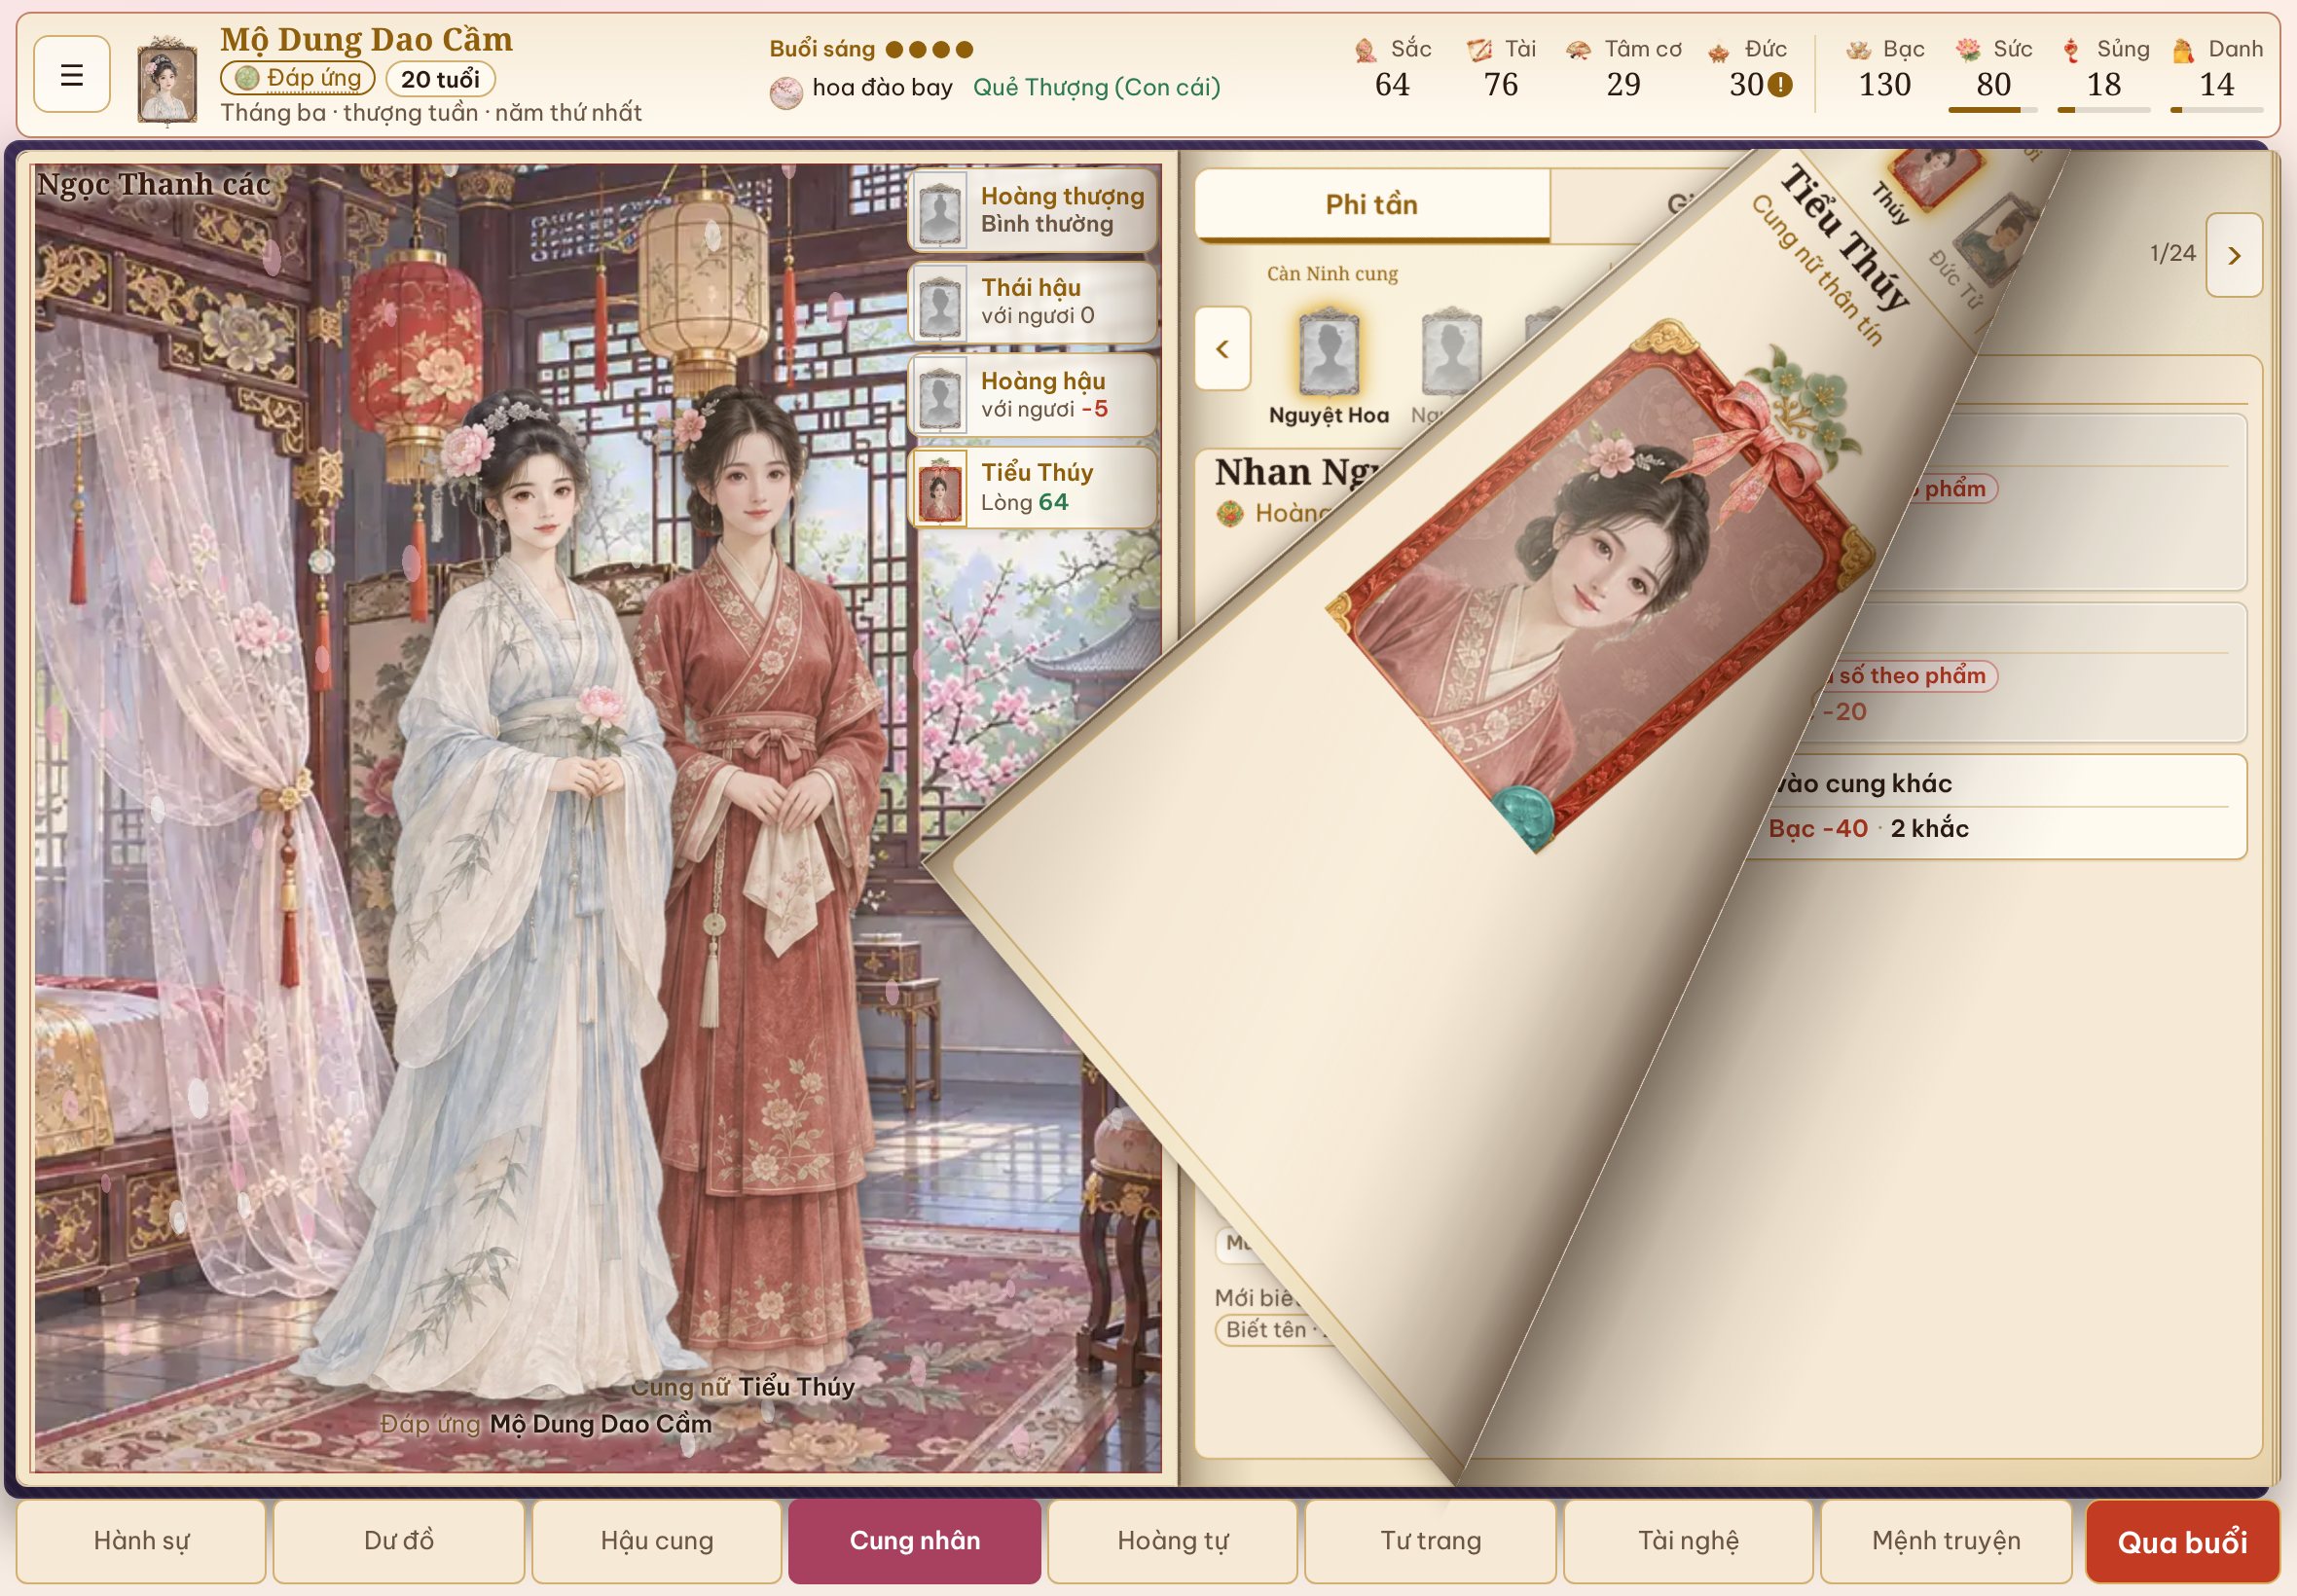 Mộ Dung Dao Cầm
Đáp ứng
20 tuổi
Tháng ba · thượng tuần · năm thứ nhất
Buổi sáng
hoa đào bay
Quẻ Thượng (Con cái)
Sắc
64
Tài
76
Tâm cơ
29
Đức
30
!
Bạc
130
Sức
80
Sủng
18
Danh
14
Ngọc Thanh các
Hoàng thượng
Bình thường
Thái hậu
với ngươi 0
Hoàng hậu
với ngươi -5
Tiểu Thúy
Lòng 64
Cung nữ Tiểu Thúy
Đáp ứng Mộ Dung Dao Cầm
Phi tần
Càn Ninh cung
Nguyệt Hoa
Nhan
Mới
Biết tên ·
Thúy
Đức Tử
Tiểu Thúy
Cung nữ thân tín
1/24
phẩm
số theo phẩm
-20
vào cung khác
Bạc -40 · 2 khắc
Hành sự
Dư đồ
Hậu cung
Cung nhân
Hoàng tự
Tư trang
Tài nghệ
Mệnh truyện
Qua buổi